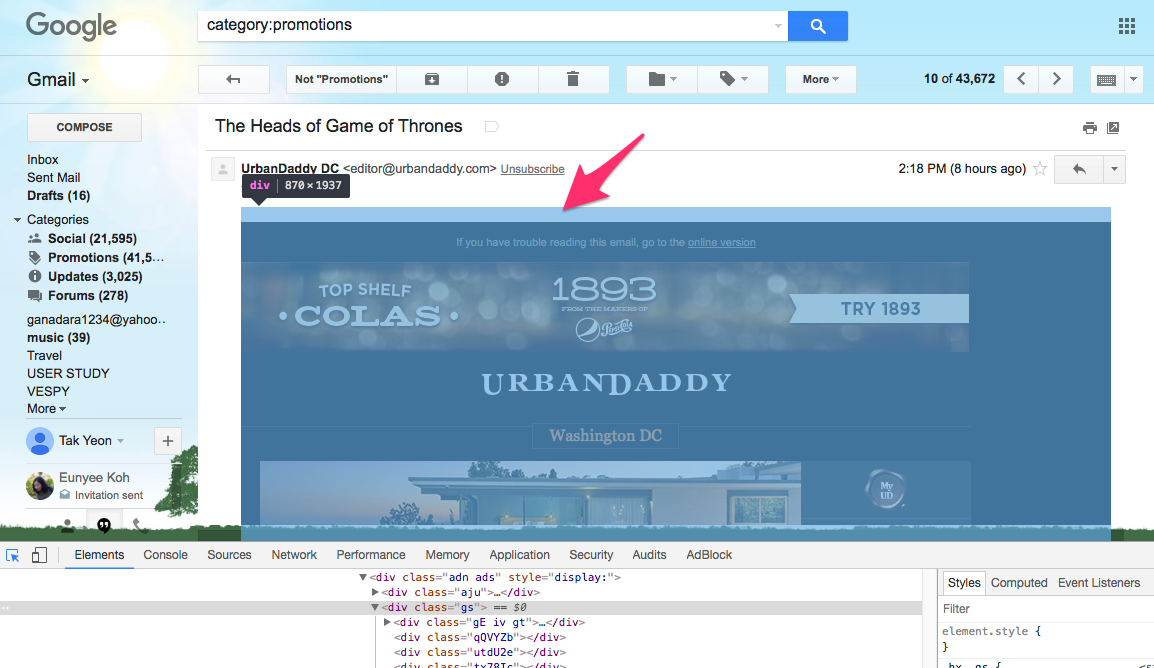 Google
category:promotions
Gmail
Not "Promotions"
More
10 of 43,672
COMPOSE
The Heads of Game of Thrones
Inbox
Sent Mail
Drafts (16)
Categories
Social (21,595)
Promotions (41,5...
Updates (3,025)
Forums (278)
ganadara1234@yahoo..
music (39)
Travel
USER STUDY
VESPY
More
Tak Yeon
Eunyee Koh
Invitation sent
UrbanDaddy DC <editor@urbandaddy.com> Unsubscribe
2:18 PM (8 hours ago)
div 870 × 1937
If you have trouble reading this email, go to the online version
TOP SHELF
• COLAS •
1893
FROM THE MAKERS OF
Pepsi-Cola
TRY 1893
URBANDADDY
Washington DC
My
UD
Elements Console Sources Network Performance Memory Application Security Audits AdBlock
▼<div class="adn ads" style="display:">
▶<div class="aju">…</div>
… ▼<div class="gs"> == $0
▶<div class="gE iv gt">…</div>
<div class="qQVYZb"></div>
<div class="utdU2e"></div>
<div class="tx78Ic"></div>
Styles Computed Event Listeners
Filter
element.style {
}
.hx .gs {